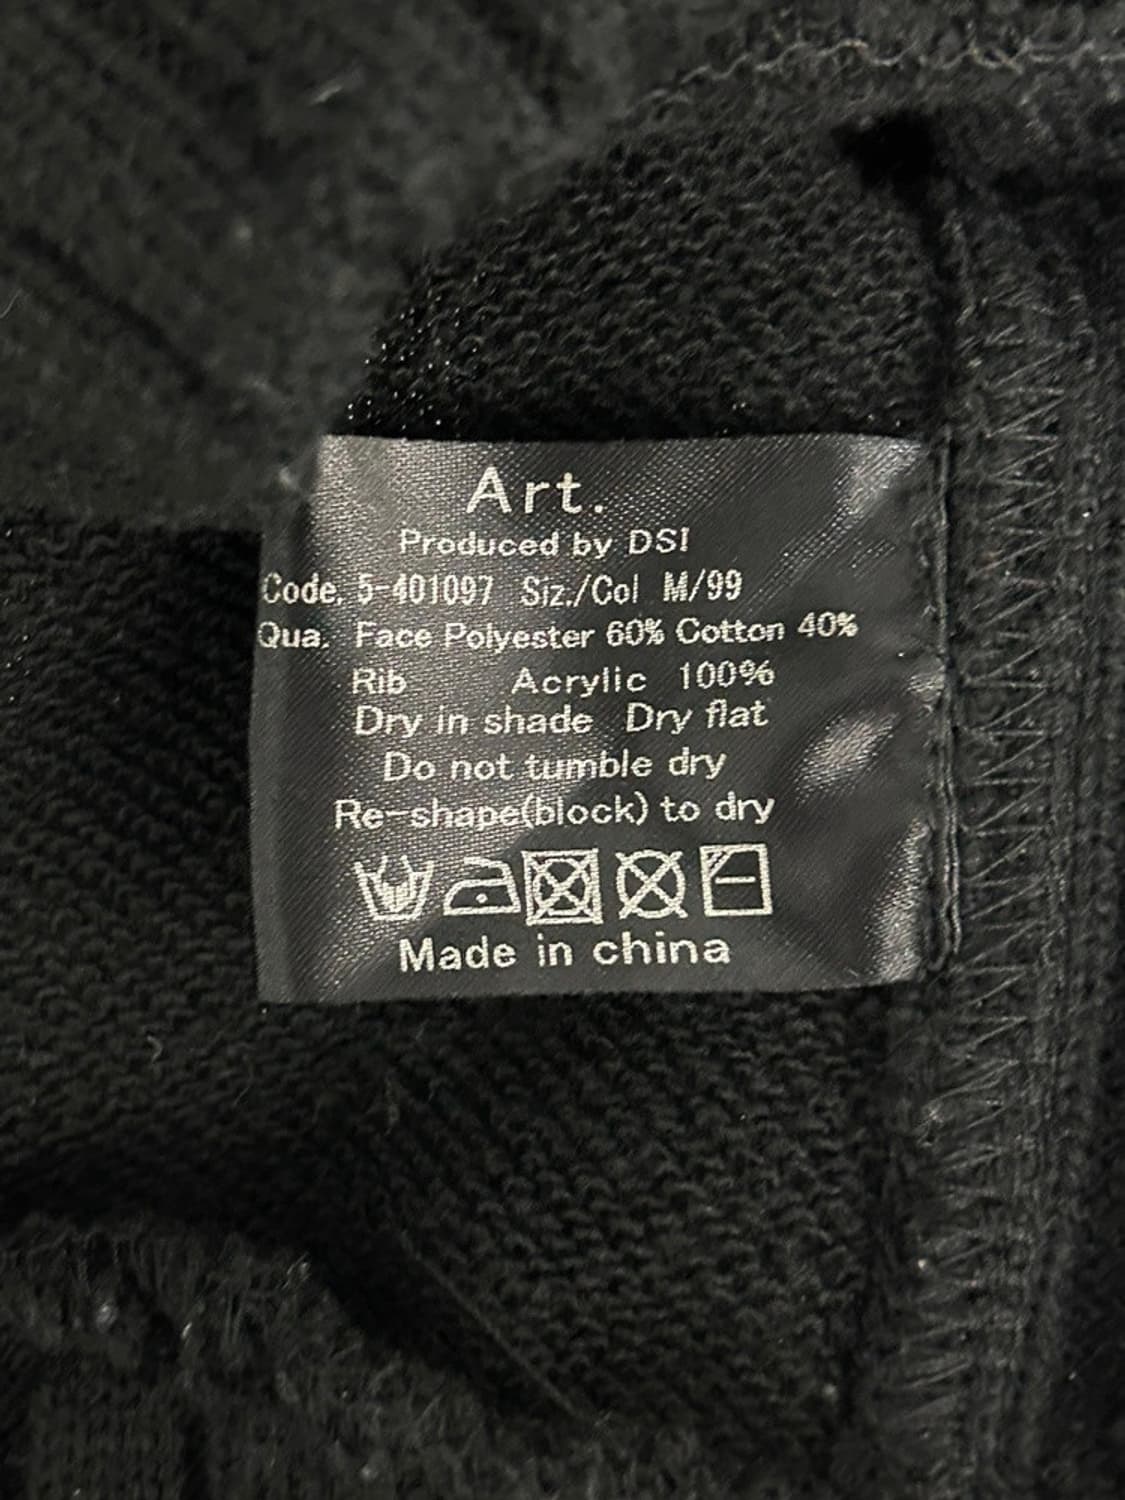 Art.
Produced by DSI
Code. 5-401097 Siz./Col M/99
Qua. Face Polyester 60% Cotton 40%
Rib Acrylic 100%
Dry in shade Dry flat
Do not tumble dry
Re-shape(block) to dry
Made in china